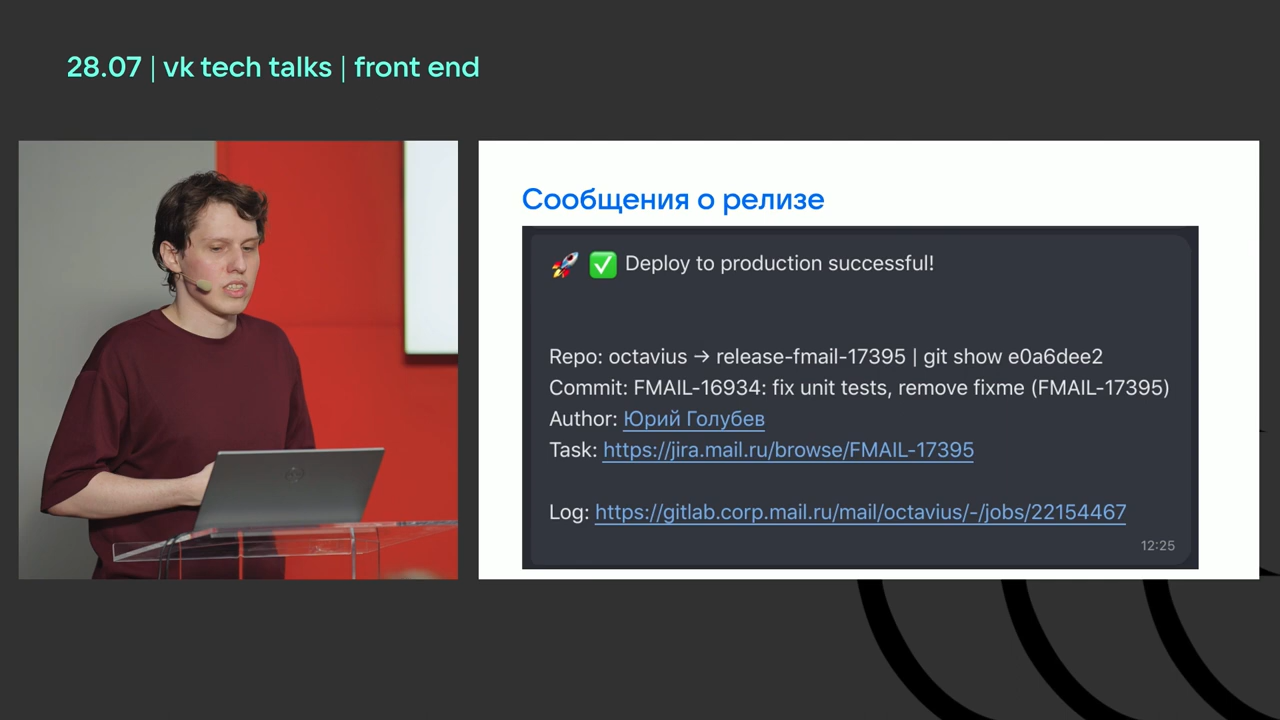 28.07 | vk tech talks | front end
Сообщения о релизе
🚀 ✅ Deploy to production successful!
Repo: octavius → release-fmail-17395 | git show e0a6dee2
Commit: FMAIL-16934: fix unit tests, remove fixme (FMAIL-17395)
Author: Юрий Голубев
Task: https://jira.mail.ru/browse/FMAIL-17395
Log: https://gitlab.corp.mail.ru/mail/octavius/-/jobs/22154467
12:25